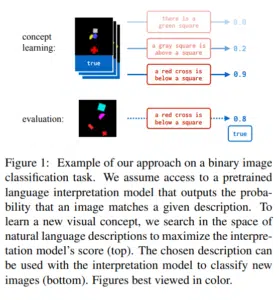 concept
learning:
there is a
green square
0.0
a gray square is
above a square
0.2
true
a red cross is
below a square
0.9
evaluation:
a red cross is
below a square
0.8
true
Figure 1: Example of our approach on a binary image
classification task. We assume access to a pretrained
language interpretation model that outputs the proba-
bility that an image matches a given description. To
learn a new visual concept, we search in the space of
natural language descriptions to maximize the interpre-
tation model's score (top). The chosen description can
be used with the interpretation model to classify new
images (bottom). Figures best viewed in color.